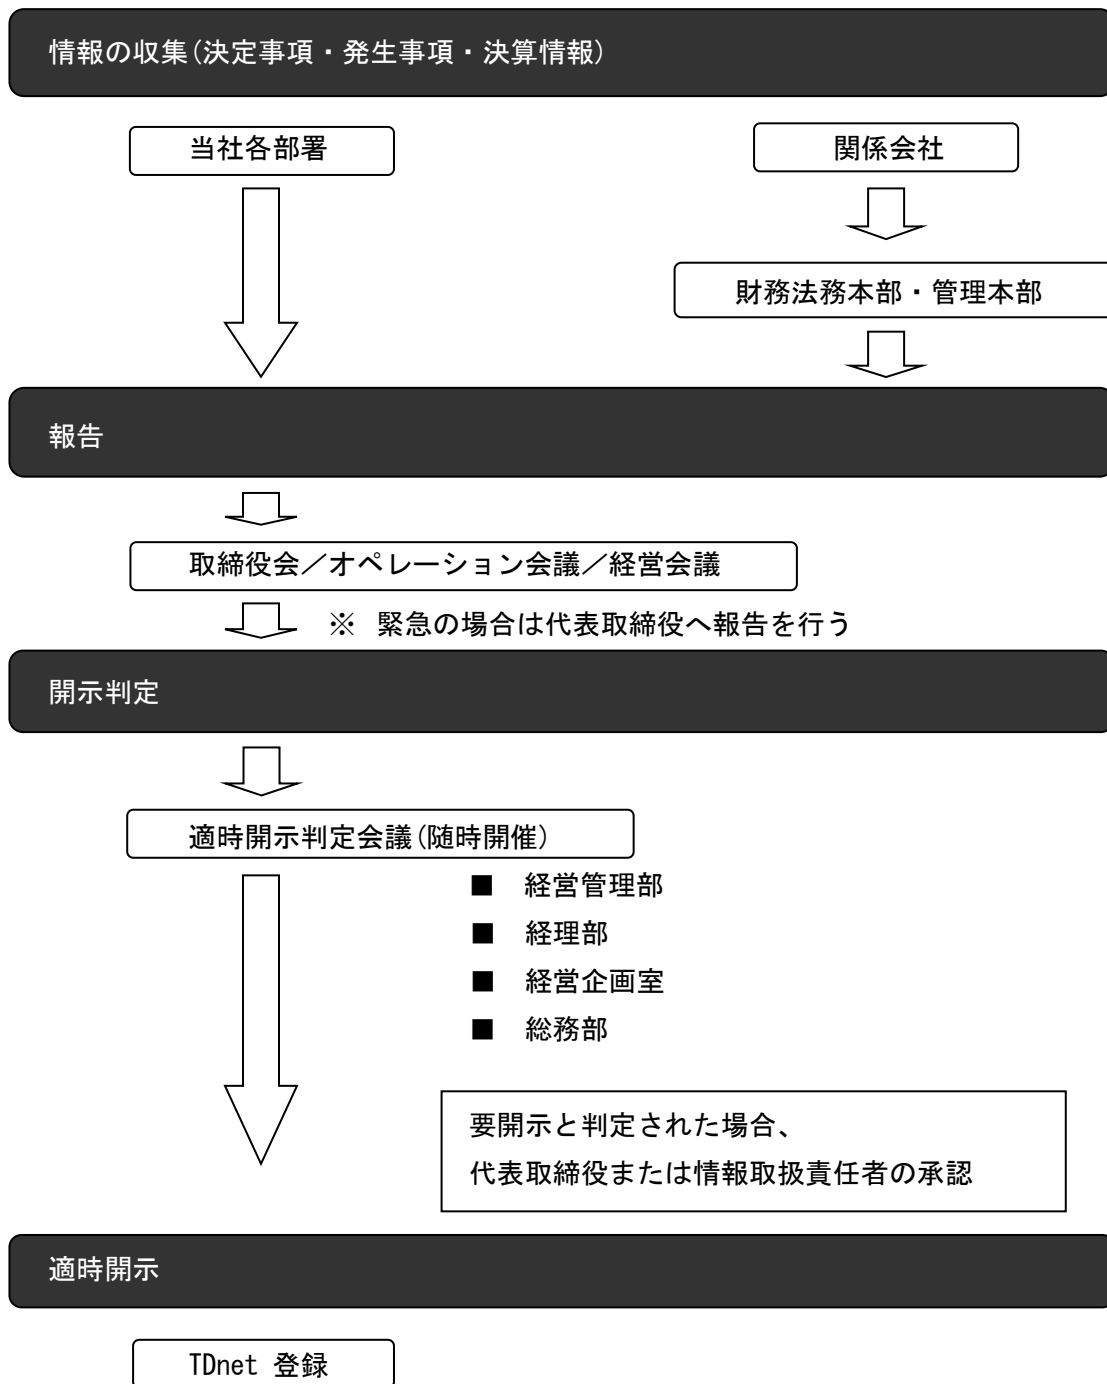 情報の収集(決定事項・発生事項・決算情報)
当社各部署
関係会社
財務法務本部・管理本部
報告
取締役会／オペレーション会議／経営会議
※ 緊急の場合は代表取締役へ報告を行う
開示判定
適時開示判定会議(随時開催)
■ 経営管理部
■ 経理部
■ 経営企画室
■ 総務部
要開示と判定された場合、
代表取締役または情報取扱責任者の承認
適時開示
TDnet 登録